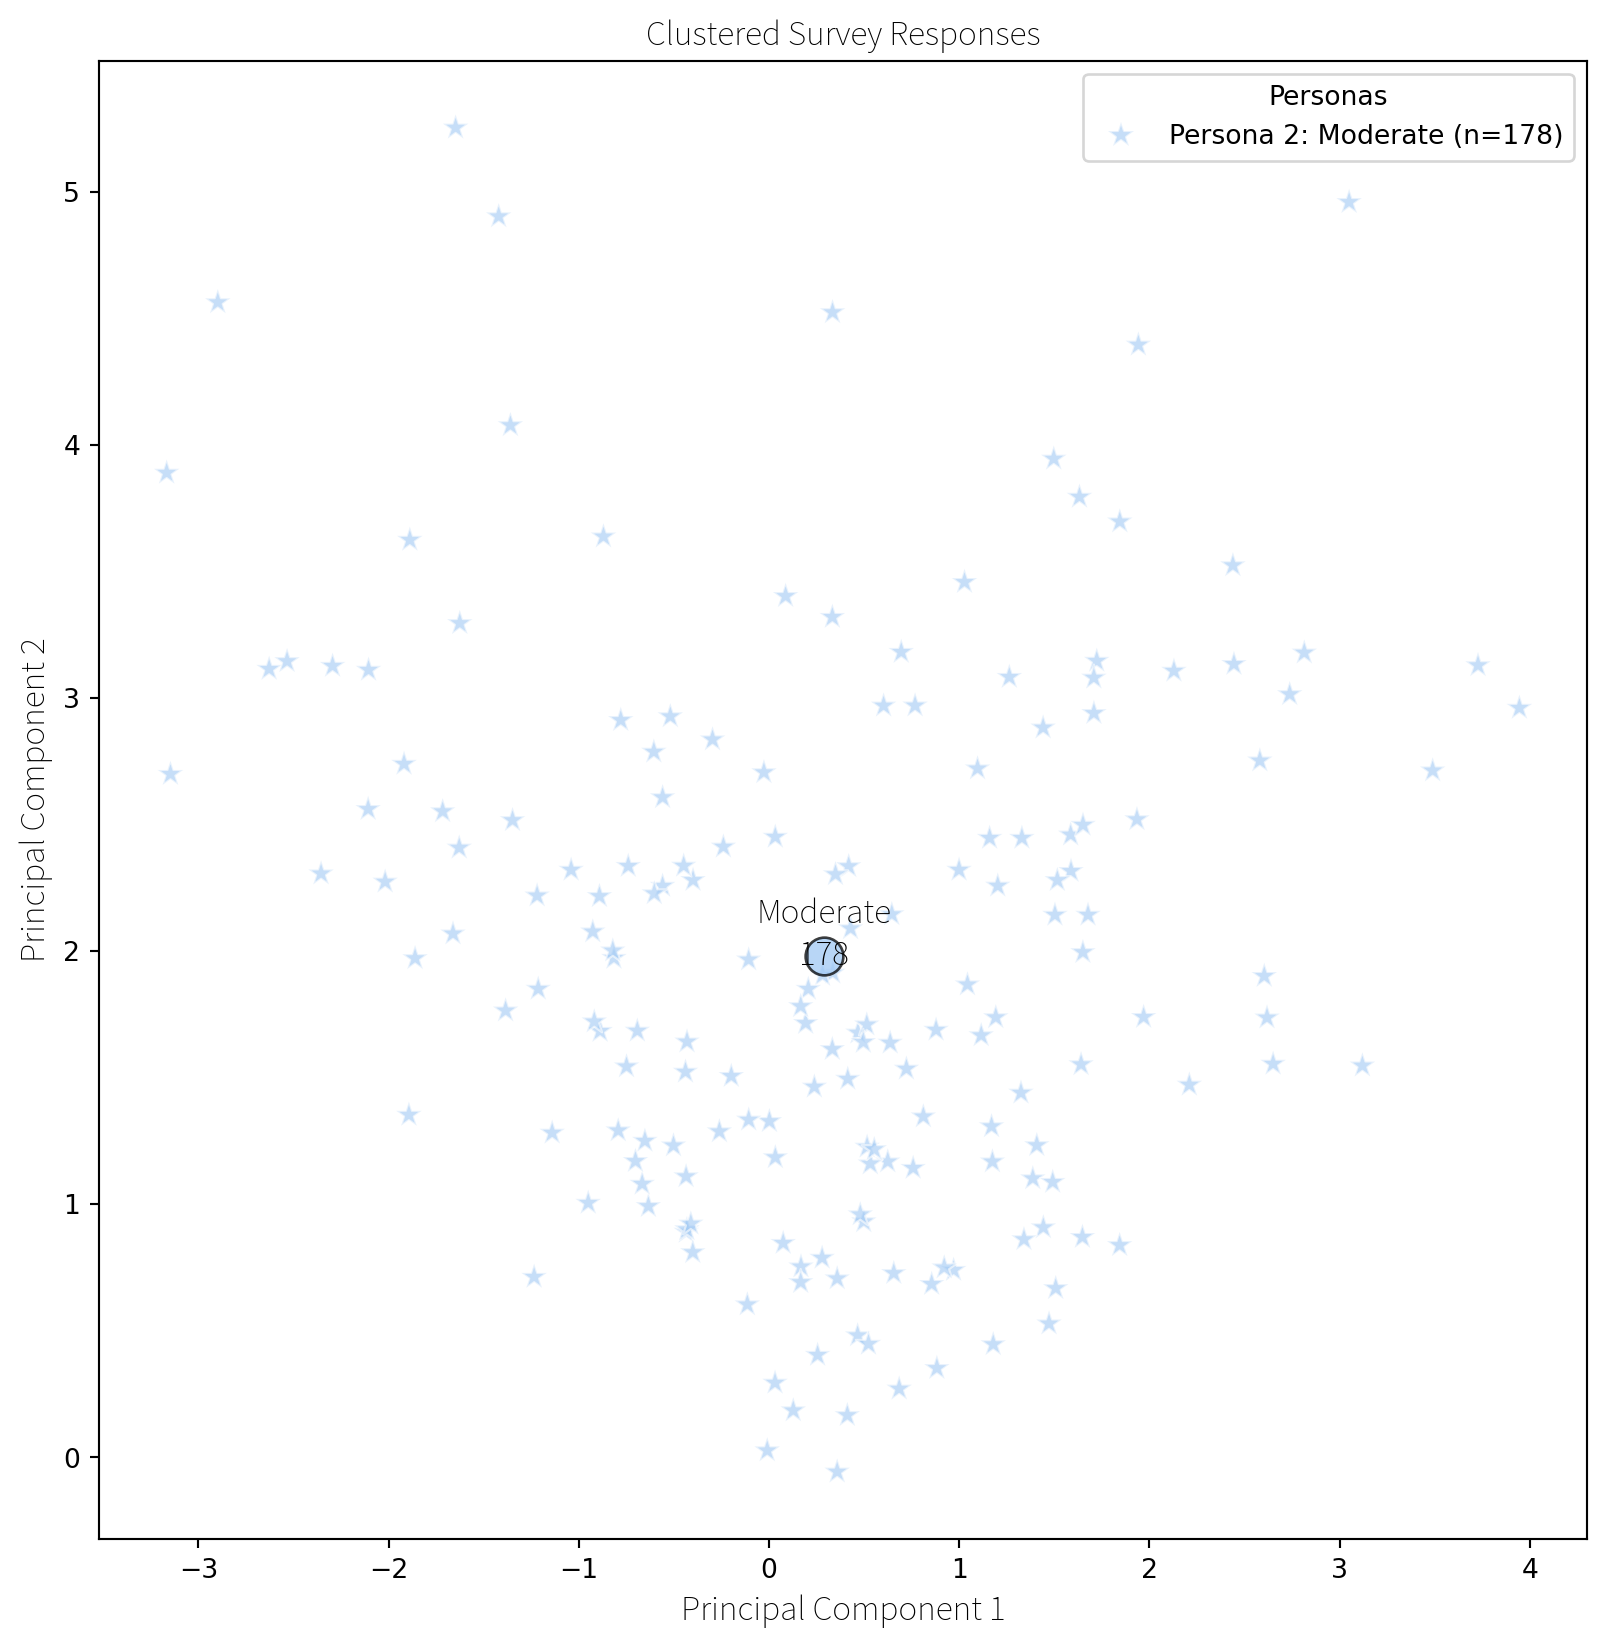 Clustered Survey Responses
Personas
Persona 2: Moderate (n=178)
5
4
3
2
1
0
Principal Component 2
Moderate
178
−3
−2
−1
0
1
2
3
4
Principal Component 1